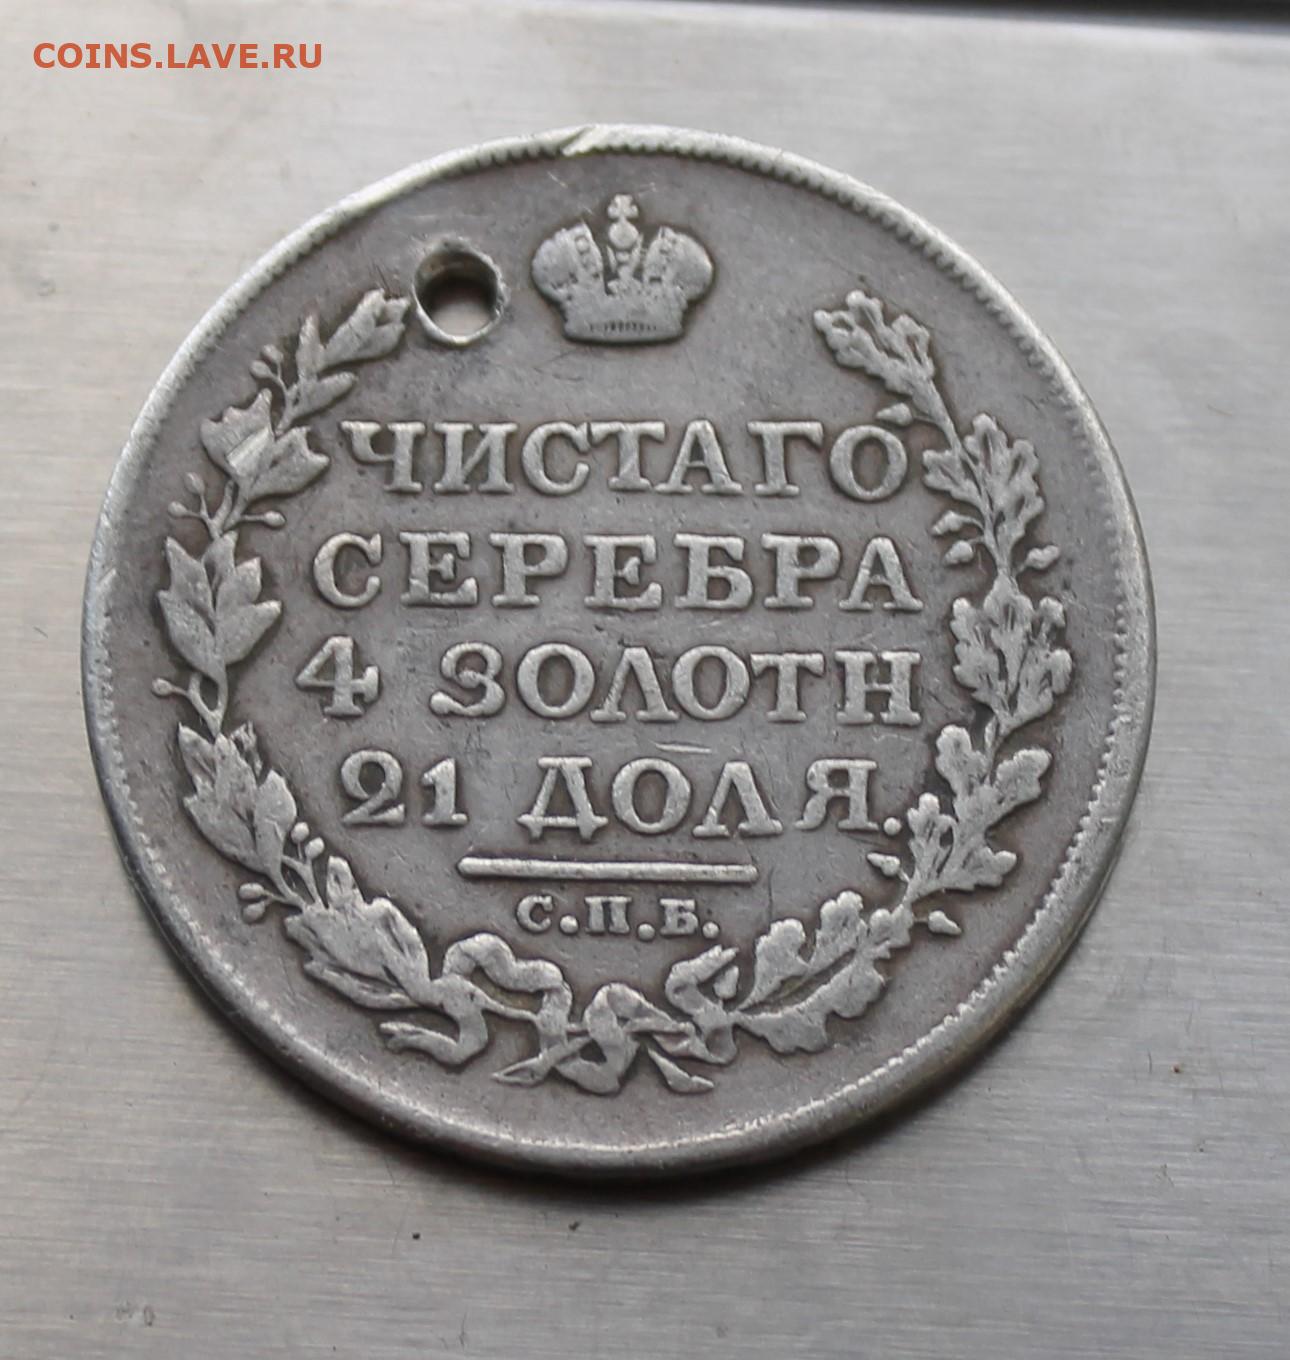 COINS.LAVE.RU
ЧИСТАГО
СЕРЕБРА
4 ЗОЛОТН
21 ДОЛЯ.
С.П.Б.